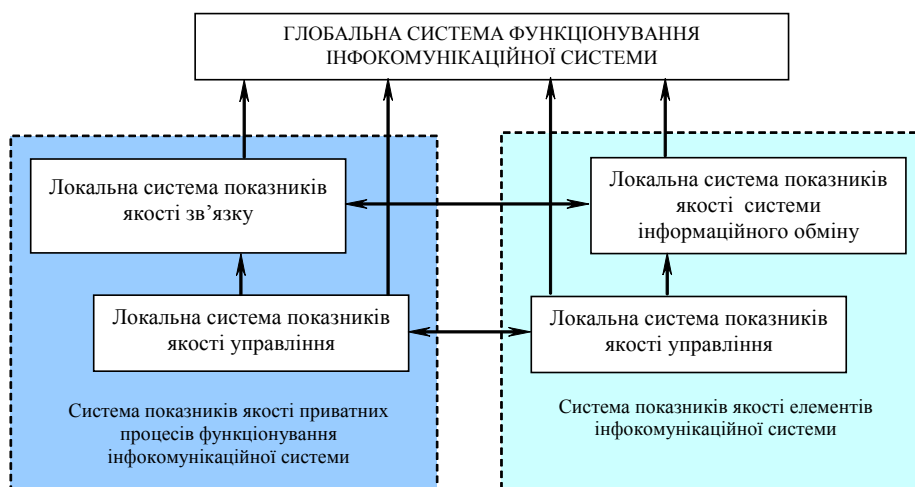 ГЛОБАЛЬНА СИСТЕМА ФУНКЦІОНУВАННЯ
ІНФОКОМУНІКАЦІЙНОЇ СИСТЕМИ
Локальна система показників
якості зв’язку
Локальна система показників
якості системи
інформаційного обміну
Локальна система показників
якості управління
Локальна система показників
якості управління
Система показників якості приватних
процесів функціонування
інфокомунікаційної системи
Система показників якості елементів
інфокомунікаційної системи